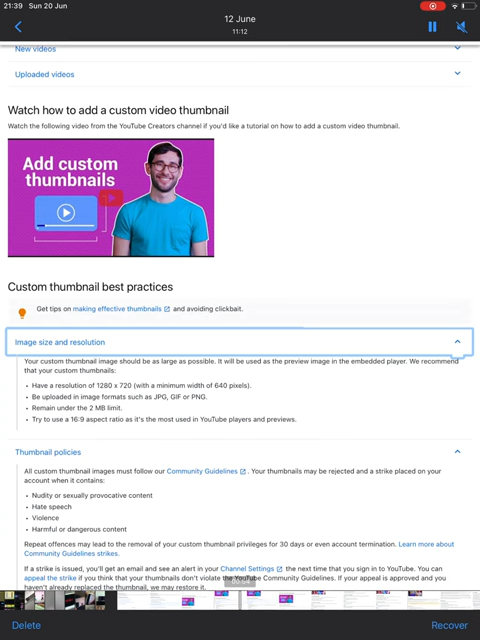 21:39 Sun 20 Jun
12 June
11:12
New videos
Uploaded videos
Watch how to add a custom video thumbnail
Watch the following video from the YouTube Creators channel if you'd like a tutorial on how to add a custom video thumbnail.
Add custom
thumbnails
Custom thumbnail best practices
Get tips on making effective thumbnails and avoiding clickbait.
Image size and resolution
Your custom thumbnail image should be as large as possible. It will be used as the preview image in the embedded player. We recommend
that your custom thumbnails:
• Have a resolution of 1280 x 720 (with a minimum width of 640 pixels).
• Be uploaded in image formats such as JPG, GIF or PNG.
• Remain under the 2 MB limit.
• Try to use a 16:9 aspect ratio as it's the most used in YouTube players and previews.
Thumbnail policies
All custom thumbnail images must follow our Community Guidelines . Your thumbnails may be rejected and a strike placed on your
account when it contains:
• Nudity or sexually provocative content
• Hate speech
• Violence
• Harmful or dangerous content
Repeat offences may lead to the removal of your custom thumbnail privileges for 30 days or even account termination. Learn more about
Community Guidelines strikes.
If a strike is issued, you'll get an email and see an alert in your Channel Settings the next time that you sign in to YouTube. You can
appeal the strike if you think that your thumbnails don't violate the YouTube Community Guidelines. If your appeal is approved and you
haven't already replaced the thumbnail, we may restore it.
Delete
Recover